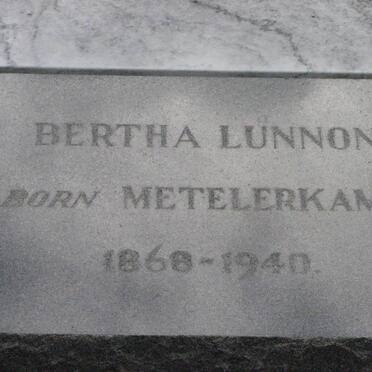 BERTHA LUNNON
BORN METELERKAM
1868-1940.